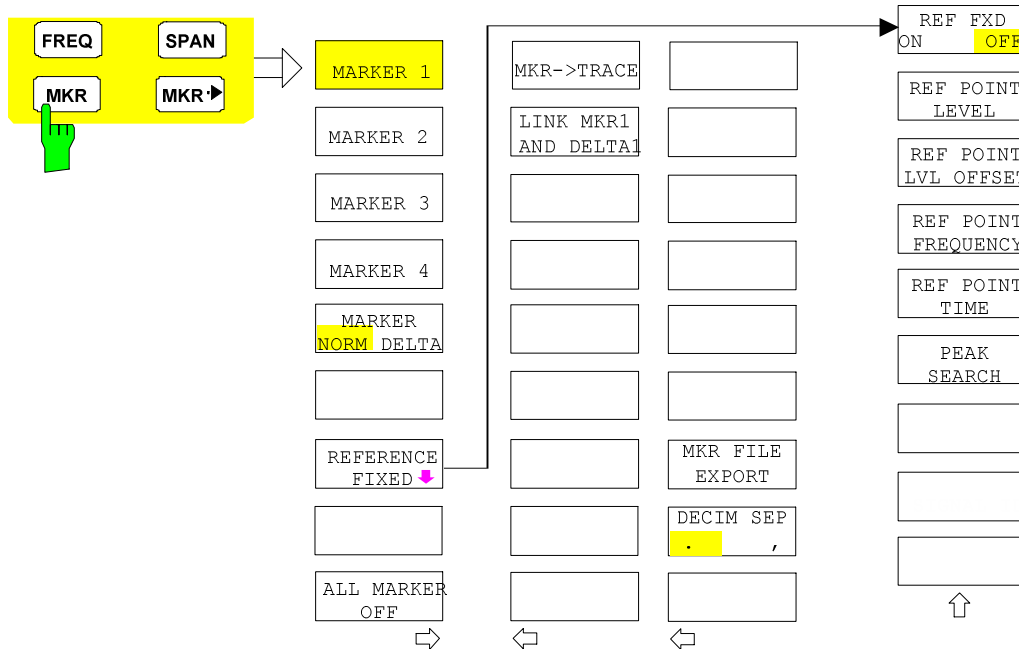 FREQ
SPAN
MKR
MKR
MARKER 1
MARKER 2
MARKER 3
MARKER 4
MARKER
NORM DELTA
REFERENCE
FIXED
ALL MARKER
OFF
MKR->TRACE
LINK MKR1
AND DELTA1
MKR FILE
EXPORT
DECIM SEP
. ,
REF FXD
ON OFF
REF POINT
LEVEL
REF POINT
LVL OFFSET
REF POINT
FREQUENCY
REF POINT
TIME
PEAK
SEARCH